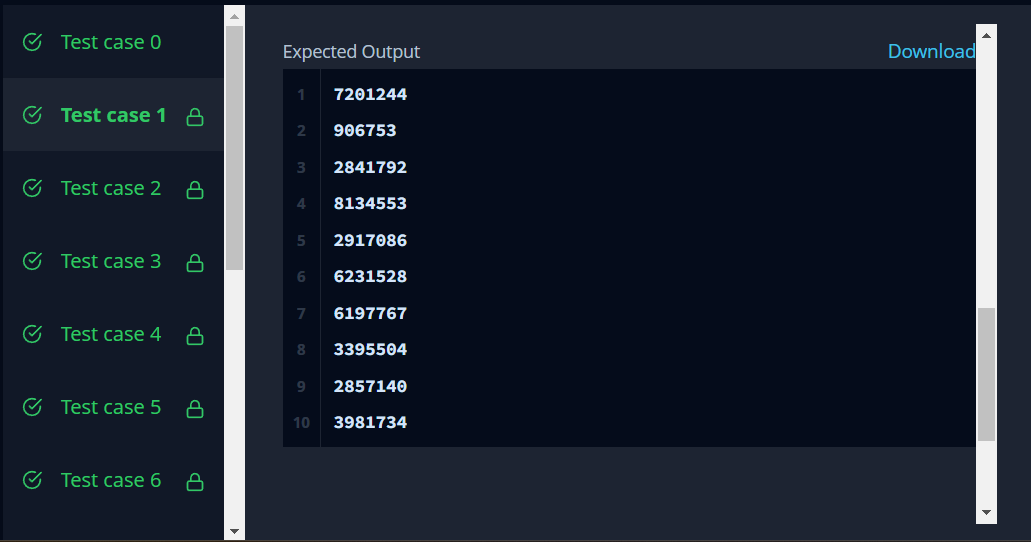 Test case 0
Test case 1
Test case 2
Test case 3
Test case 4
Test case 5
Test case 6
Expected Output
Download
1 7201244
2 906753
3 2841792
4 8134553
5 2917086
6 6231528
7 6197767
8 3395504
9 2857140
10 3981734